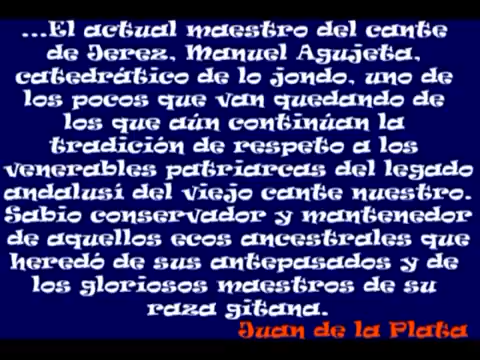 ...El actual maestro del cante
de Jerez, Manuel Agujeta,
catedrático de lo jondo, uno de
los pocos que van quedando de
los que aún continúan la
tradición de respeto a los
venerables patriarcas del legado
andalusí del viejo cante nuestro.
Sabio conservador y mantenedor
de aquellos ecos ancestrales que
heredó de sus antepasados y de
los gloriosos maestros de su
raza gitana.
Juan de la Plata